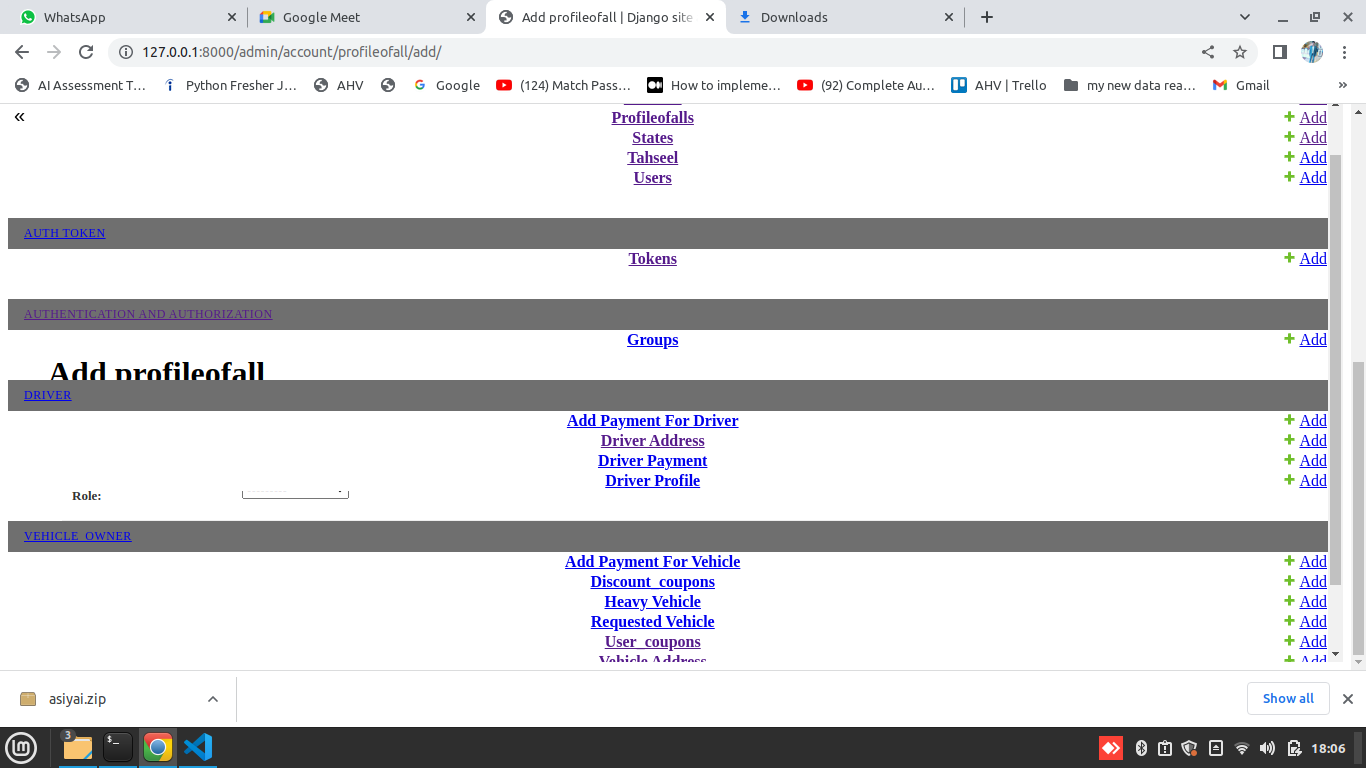 WhatsApp
Google Meet
Add profileofall | Django site
Downloads
127.0.0.1:8000/admin/account/profileofall/add/
AI Assessment T…
Python Fresher J…
AHV
Google
(124) Match Pass…
How to impleme…
(92) Complete Au…
AHV | Trello
my new data rea…
Gmail
»
«
Profileofalls Add
States Add
Tahseel Add
Users Add
AUTH TOKEN
Tokens Add
AUTHENTICATION AND AUTHORIZATION
Groups Add
Add profileofall
DRIVER
Add Payment For Driver Add
Driver Address Add
Driver Payment Add
Driver Profile Add
Role:
VEHICLE_OWNER
Add Payment For Vehicle Add
Discount_coupons Add
Heavy Vehicle Add
Requested Vehicle Add
User_coupons Add
Vehicle Address Add
asiyai.zip
Show all
3
$_
18:06